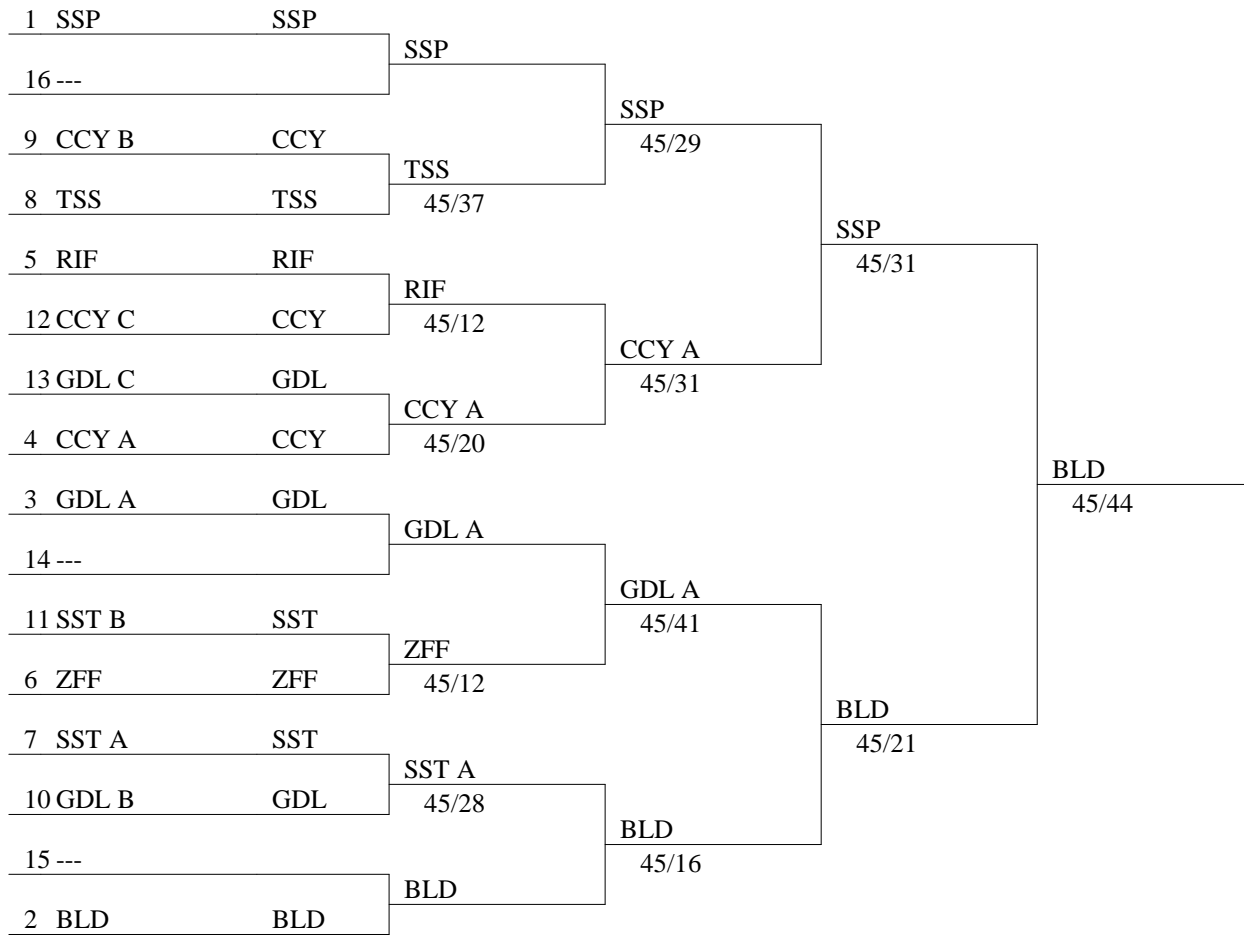 1 SSP SSP
SSP
16 ---
SSP
45/29
9 CCY B CCY
TSS
45/37
8 TSS TSS
SSP
45/31
5 RIF RIF
RIF
45/12
12 CCY C CCY
CCY A
45/31
13 GDL C GDL
CCY A
45/20
4 CCY A CCY
BLD
45/44
3 GDL A GDL
GDL A
14 ---
GDL A
45/41
11 SST B SST
ZFF
45/12
6 ZFF ZFF
BLD
45/21
7 SST A SST
SST A
45/28
10 GDL B GDL
BLD
45/16
15 ---
BLD
2 BLD BLD